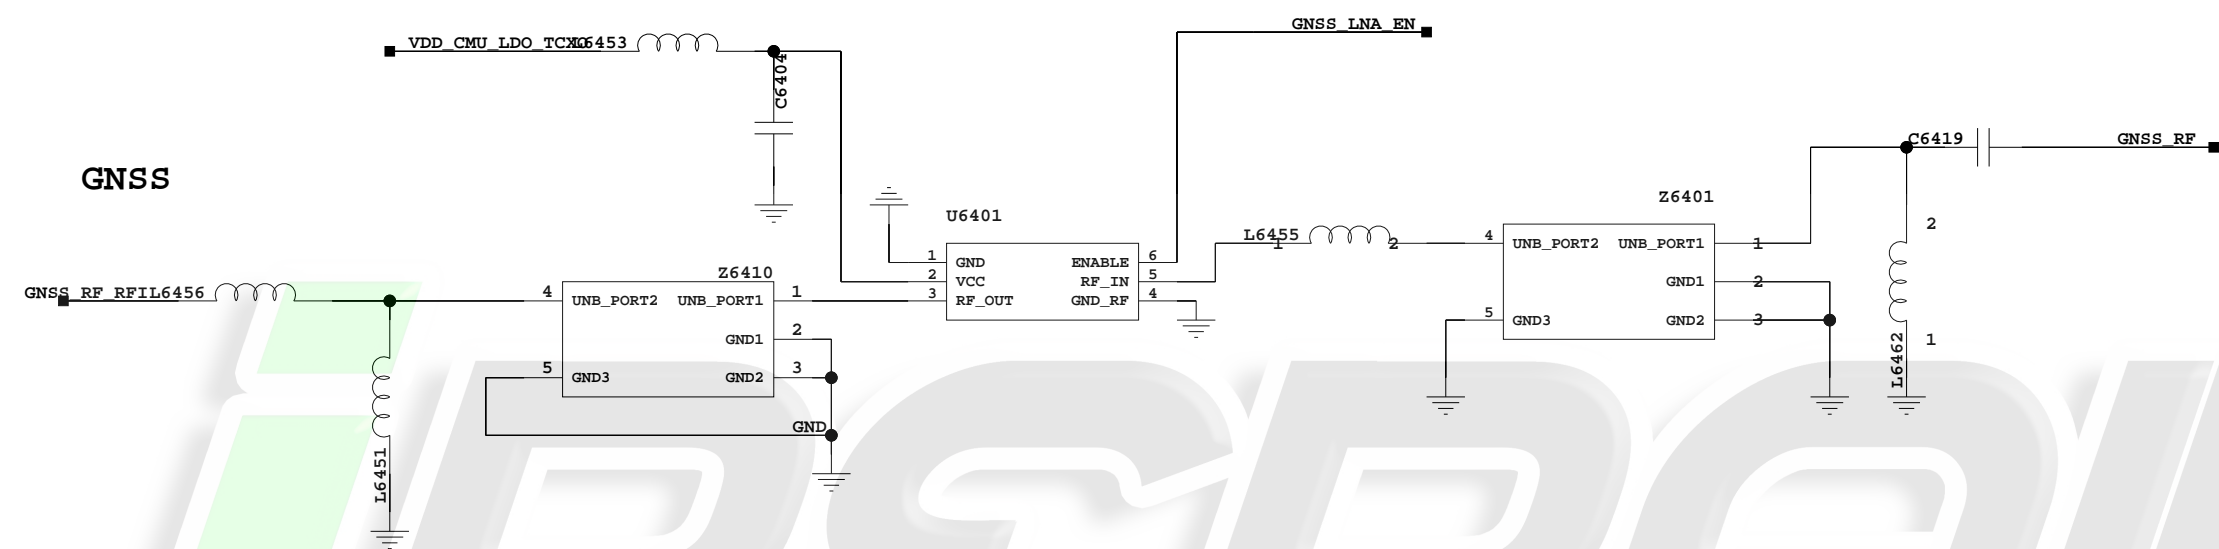 GNSS_LNA_EN
VDD_CMU_LDO_TCXO
L6453
C6404
C6419
GNSS_RF
GNSS
Z6401
U6401
2
L6455
1
2
4
UNB_PORT2
UNB_PORT1
1
1
GND
ENABLE
6
2
VCC
RF_IN
5
3
RF_OUT
GND_RF
4
GND1
2
5
GND3
GND2
3
Z6410
GNSS_RF_RFI
L6456
4
UNB_PORT2
UNB_PORT1
1
GND1
2
5
GND3
GND2
3
GND
L6451
L6462
1